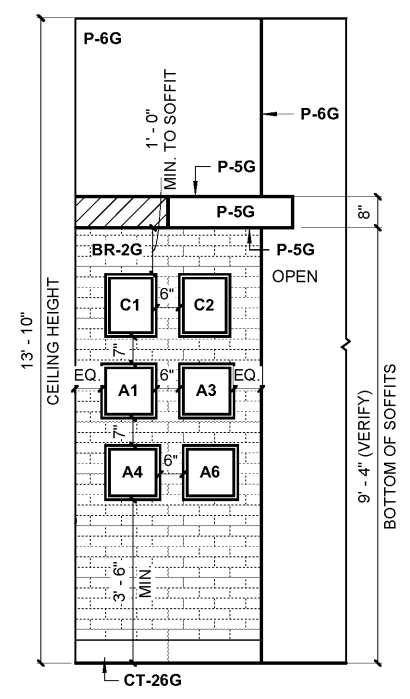 P-6G
1' - 0"
MIN. TO SOFFIT
P-6G
P-5G
P-5G
8"
BR-2G
P-5G
OPEN
C1
6"
C2
13' - 10"
CEILING HEIGHT
7"
EQ.
A1
6"
A3
EQ.
7"
A4
6"
A6
9' - 4" (VERIFY)
BOTTOM OF SOFFITS
3' - 6"
MIN.
CT-26G